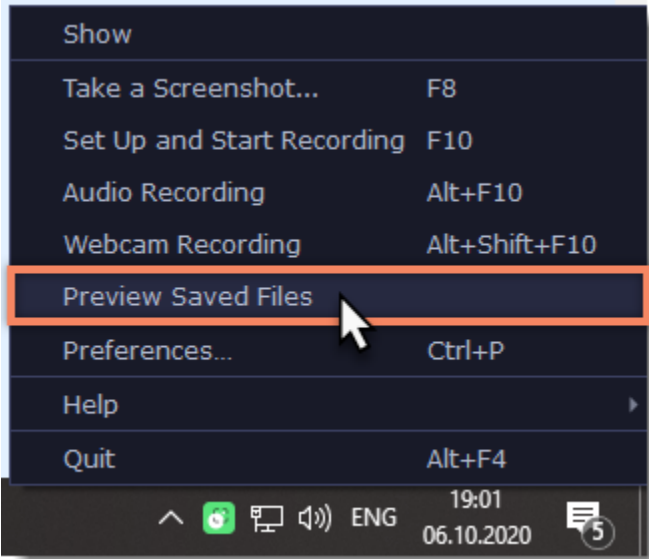 Show
Take a Screenshot... F8
Set Up and Start Recording F10
Audio Recording Alt+F10
Webcam Recording Alt+Shift+F10
Preview Saved Files
Preferences... Ctrl+P
Help
Quit Alt+F4
ENG 19:01
06.10.2020
5